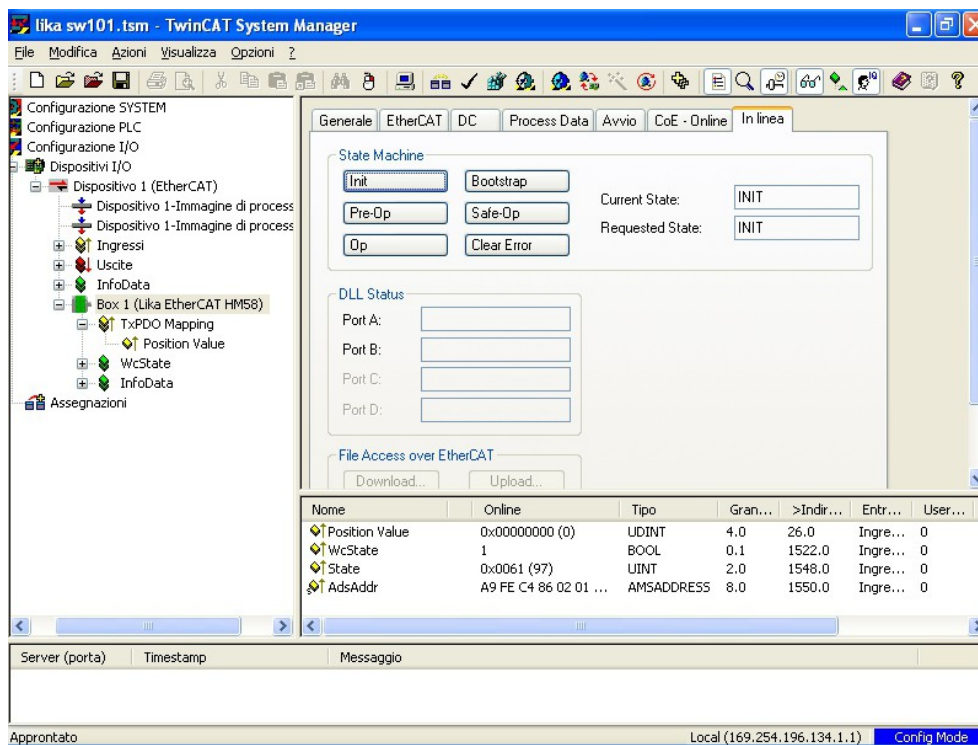 lika sw101.tsm - TwinCAT System Manager
File Modifica Azioni Visualizza Opzioni ?
Configurazione SYSTEM
Configurazione PLC
Configurazione I/O
Dispositivi I/O
Dispositivo 1 (EtherCAT)
Dispositivo 1-Immagine di process
Dispositivo 1-Immagine di process
Ingressi
Uscite
InfoData
Box 1 (Lika EtherCAT HM58)
TxPDO Mapping
Position Value
WcState
InfoData
Assegnazioni
Generale EtherCAT DC Process Data Avvio CoE - Online In linea
State Machine
Init Bootstrap
Pre-Op Safe-Op
Op Clear Error
Current State: INIT
Requested State: INIT
DLL Status
Port A:
Port B:
Port C:
Port D:
File Access over EtherCAT
Download... Upload...
Nome Online Tipo Gran... >Indir... Entr... User...
Position Value 0x00000000 (0) UDINT 4.0 26.0 Ingre... 0
WcState 1 BOOL 0.1 1522.0 Ingre... 0
State 0x0061 (97) UINT 2.0 1548.0 Ingre... 0
AdsAddr A9 FE C4 86 02 01 ... AMSADDRESS 8.0 1550.0 Ingre... 0
Server (porta) Timestamp Messaggio
Approntato Local (169.254.196.134.1.1) Config Mode